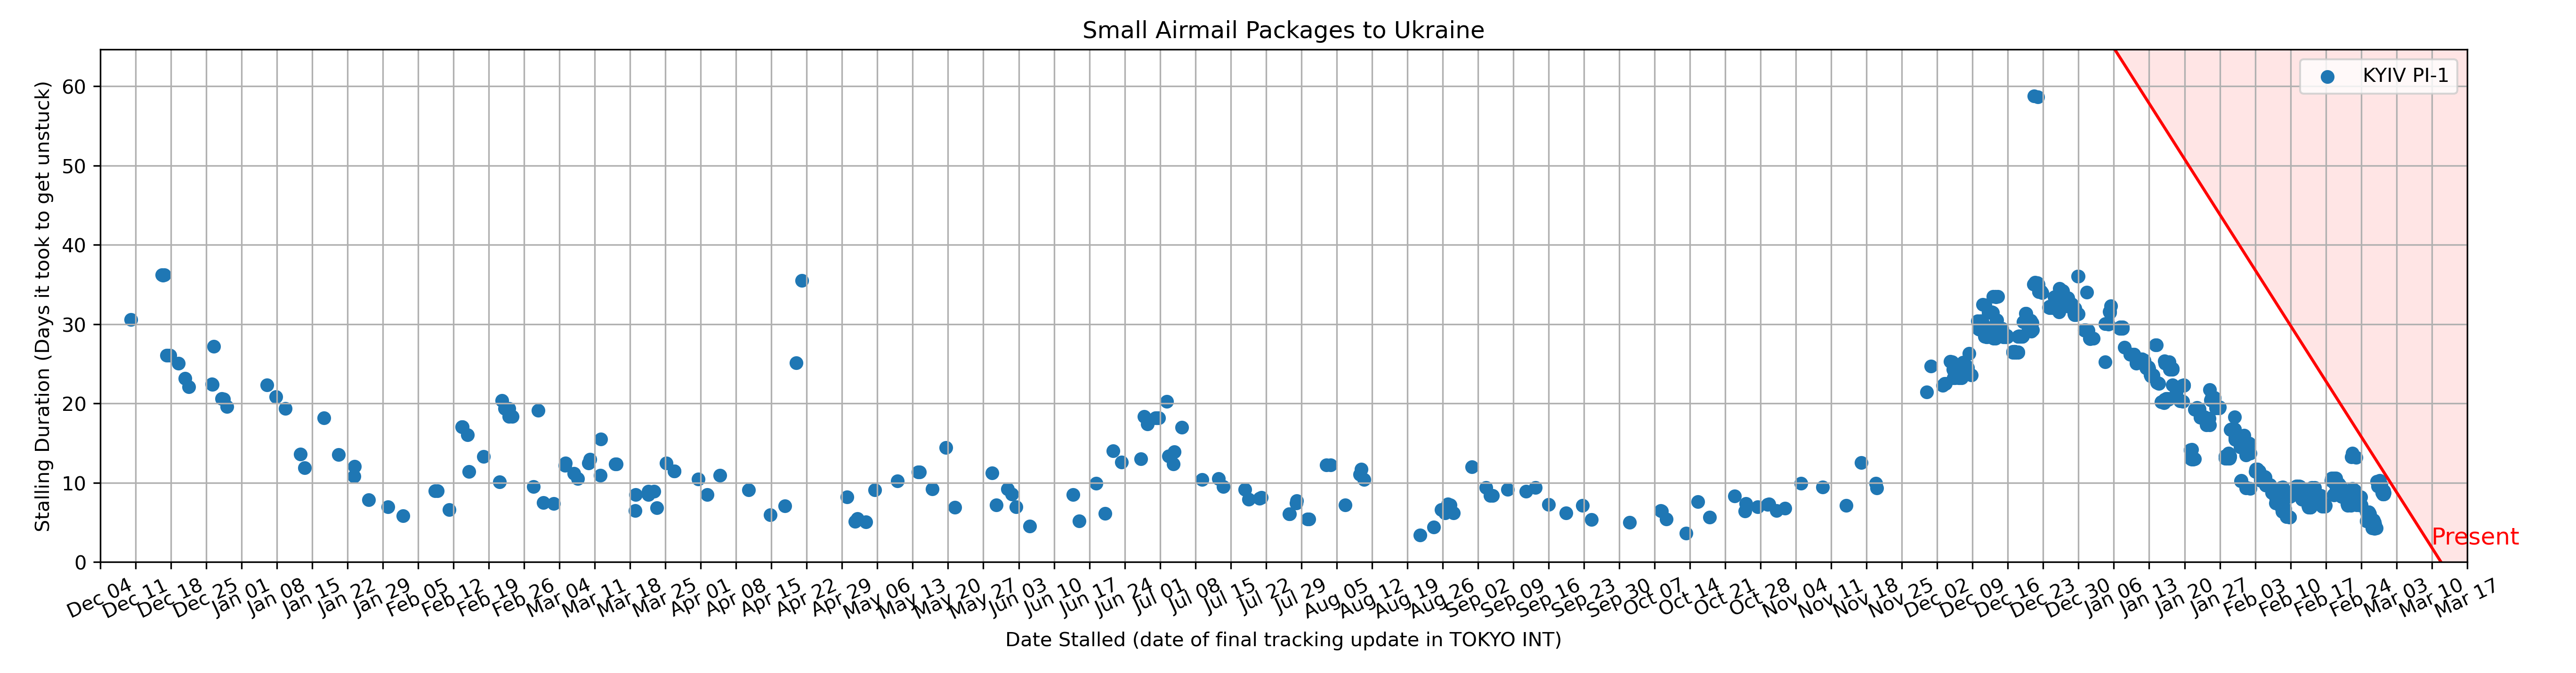 Small Airmail Packages to Ukraine
KYIV PI-1
Stalling Duration (Days it took to get unstuck)
60
50
40
30
20
10
0
Present
Dec 04 Dec 11 Dec 18 Dec 25 Jan 01 Jan 08 Jan 15 Jan 22 Jan 29 Feb 05 Feb 12 Feb 19 Feb 26 Mar 04 Mar 11 Mar 18 Mar 25 Apr 01 Apr 08 Apr 15 Apr 22 Apr 29 May 06 May 13 May 20 May 27 Jun 03 Jun 10 Jun 17 Jun 24 Jul 01 Jul 08 Jul 15 Jul 22 Jul 29 Aug 05 Aug 12 Aug 19 Aug 26 Sep 02 Sep 09 Sep 16 Sep 23 Sep 30 Oct 07 Oct 14 Oct 21 Oct 28 Nov 04 Nov 11 Nov 18 Nov 25 Dec 02 Dec 09 Dec 16 Dec 23 Dec 30 Jan 06 Jan 13 Jan 20 Jan 27 Feb 03 Feb 10 Feb 17 Feb 24 Mar 03 Mar 10 Mar 17
Date Stalled (date of final tracking update in TOKYO INT)